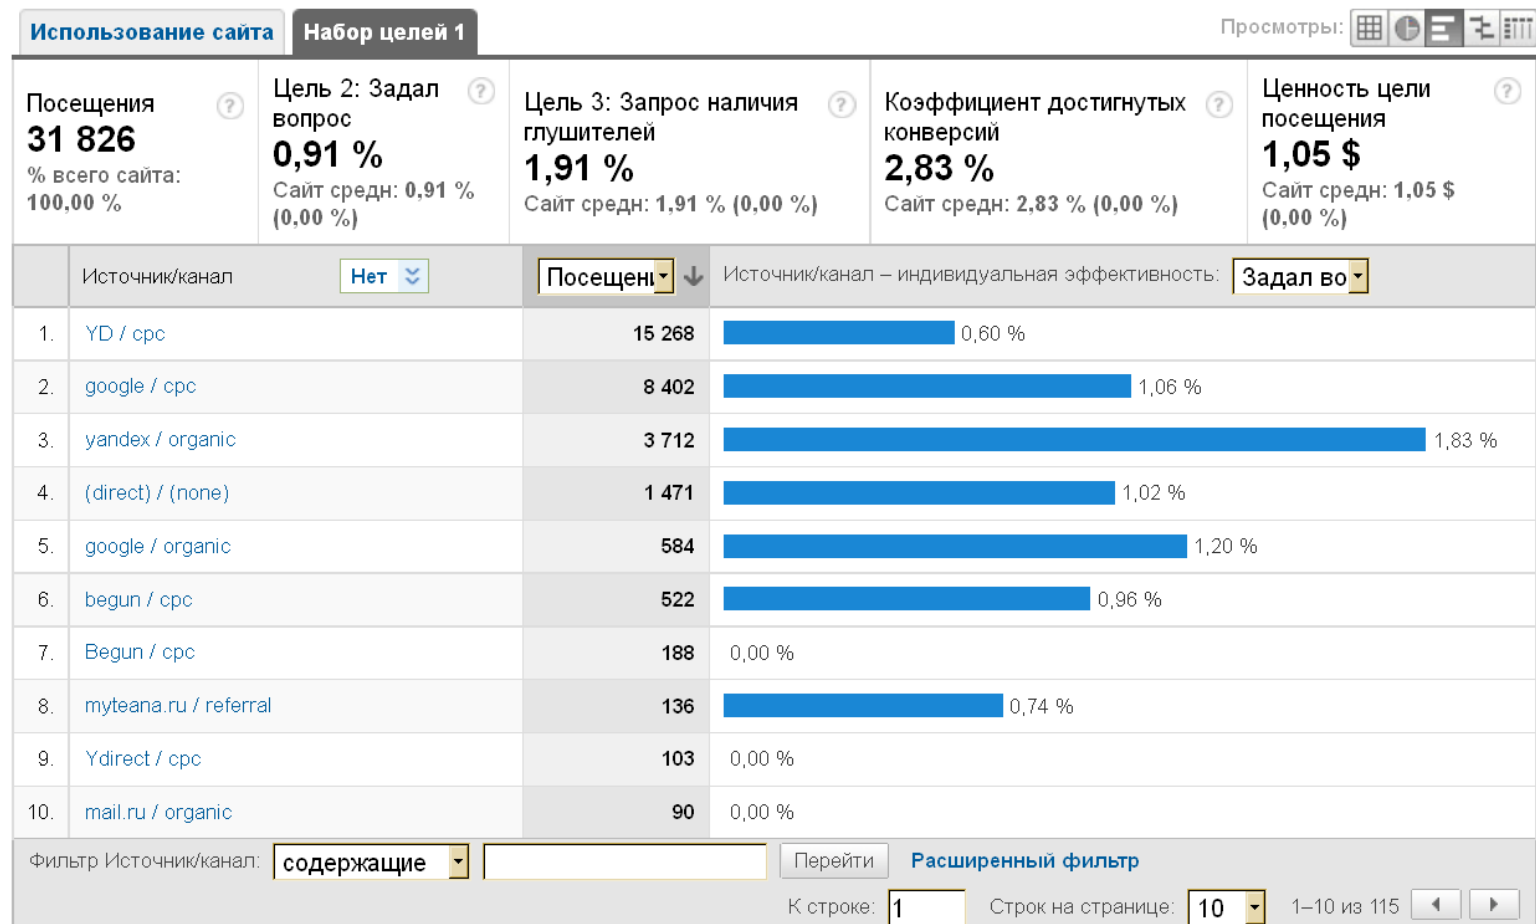 Использование сайта Набор целей 1 Просмотры:
Посещения
31 826
% всего сайта:
100,00 %
Цель 2: Задал
вопрос
0,91 %
Сайт средн: 0,91 %
(0,00 %)
Цель 3: Запрос наличия
глушителей
1,91 %
Сайт средн: 1,91 % (0,00 %)
Коэффициент достигнутых
конверсий
2,83 %
Сайт средн: 2,83 % (0,00 %)
Ценность цели
посещения
1,05 $
Сайт средн: 1,05 $
(0,00 %)
Источник/канал Нет Посещени Источник/канал – индивидуальная эффективность: Задал во
1. YD / cpc 15 268 0,60 %
2. google / cpc 8 402 1,06 %
3. yandex / organic 3 712 1,83 %
4. (direct) / (none) 1 471 1,02 %
5. google / organic 584 1,20 %
6. begun / cpc 522 0,96 %
7. Begun / cpc 188 0,00 %
8. myteana.ru / referral 136 0,74 %
9. Ydirect / cpc 103 0,00 %
10. mail.ru / organic 90 0,00 %
Фильтр Источник/канал: содержащие Перейти Расширенный фильтр
К строке: 1 Строк на странице: 10 1–10 из 115